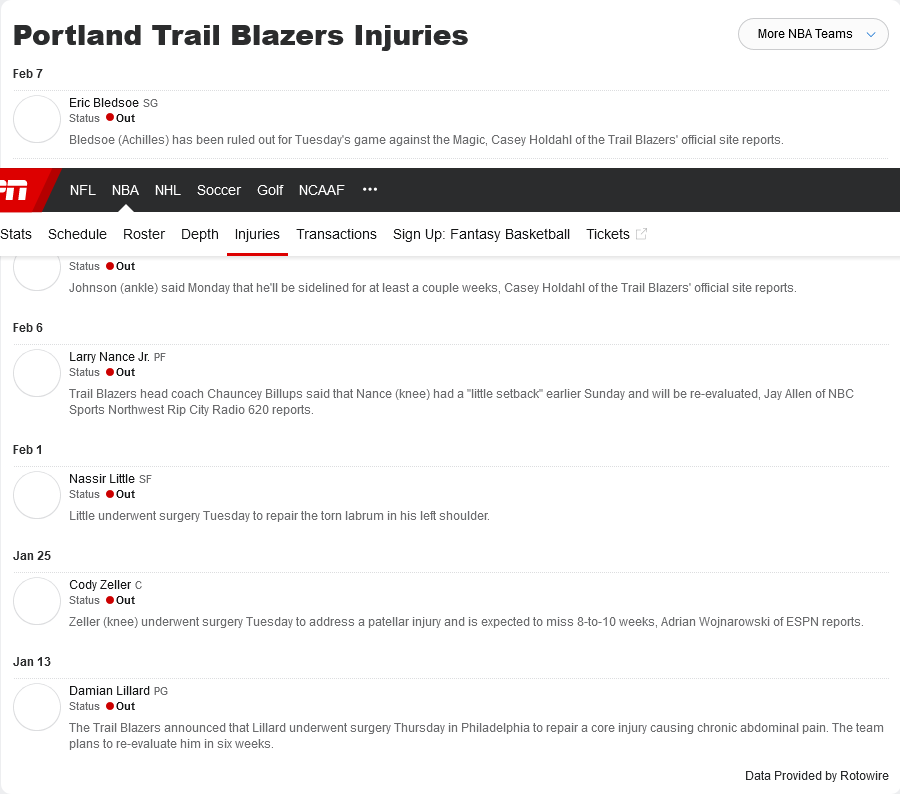 Portland Trail Blazers Injuries
More NBA Teams
Feb 7
Eric Bledsoe SG
Status Out
Bledsoe (Achilles) has been ruled out for Tuesday's game against the Magic, Casey Holdahl of the Trail Blazers' official site reports.
NFL NBA NHL Soccer Golf NCAAF •••
Stats Schedule Roster Depth Injuries Transactions Sign Up: Fantasy Basketball Tickets
Status Out
Johnson (ankle) said Monday that he'll be sidelined for at least a couple weeks, Casey Holdahl of the Trail Blazers' official site reports.
Feb 6
Larry Nance Jr. PF
Status Out
Trail Blazers head coach Chauncey Billups said that Nance (knee) had a "little setback" earlier Sunday and will be re-evaluated, Jay Allen of NBC
Sports Northwest Rip City Radio 620 reports.
Feb 1
Nassir Little SF
Status Out
Little underwent surgery Tuesday to repair the torn labrum in his left shoulder.
Jan 25
Cody Zeller C
Status Out
Zeller (knee) underwent surgery Tuesday to address a patellar injury and is expected to miss 8-to-10 weeks, Adrian Wojnarowski of ESPN reports.
Jan 13
Damian Lillard PG
Status Out
The Trail Blazers announced that Lillard underwent surgery Thursday in Philadelphia to repair a core injury causing chronic abdominal pain. The team
plans to re-evaluate him in six weeks.
Data Provided by Rotowire